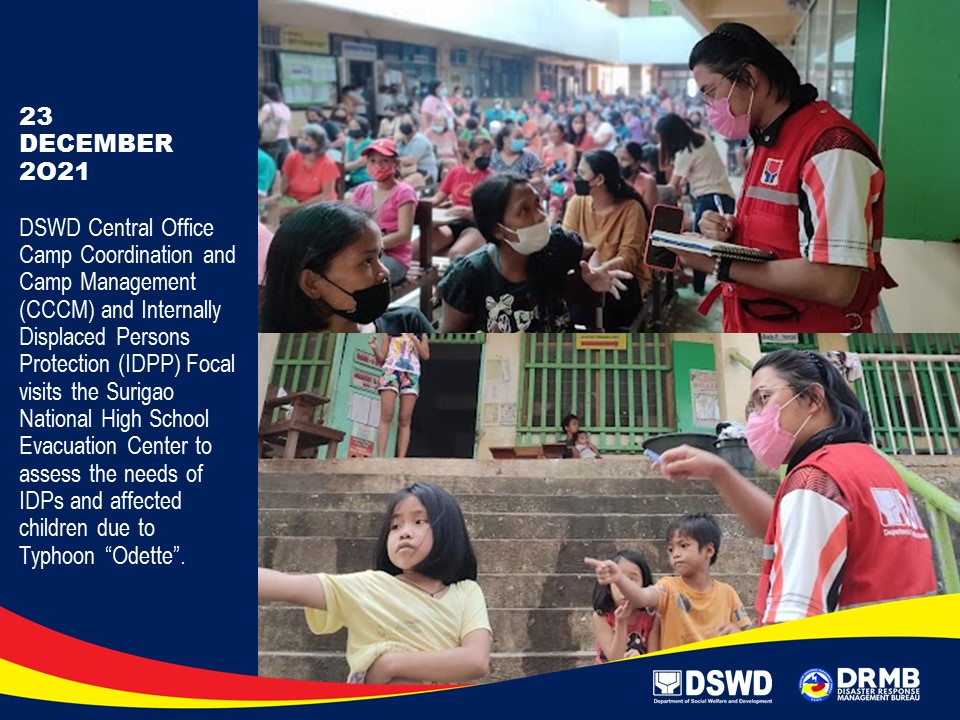 23
DECEMBER
2O21
DSWD Central Office
Camp Coordination and
Camp Management
(CCCM) and Internally
Displaced Persons
Protection (IDPP) Focal
visits the Surigao
National High School
Evacuation Center to
assess the needs of
IDPs and affected
children due to
Typhoon “Odette”.
DSWD
Department of Social Welfare and Development
DRMB
DISASTER RESPONSE
MANAGEMENT BUREAU